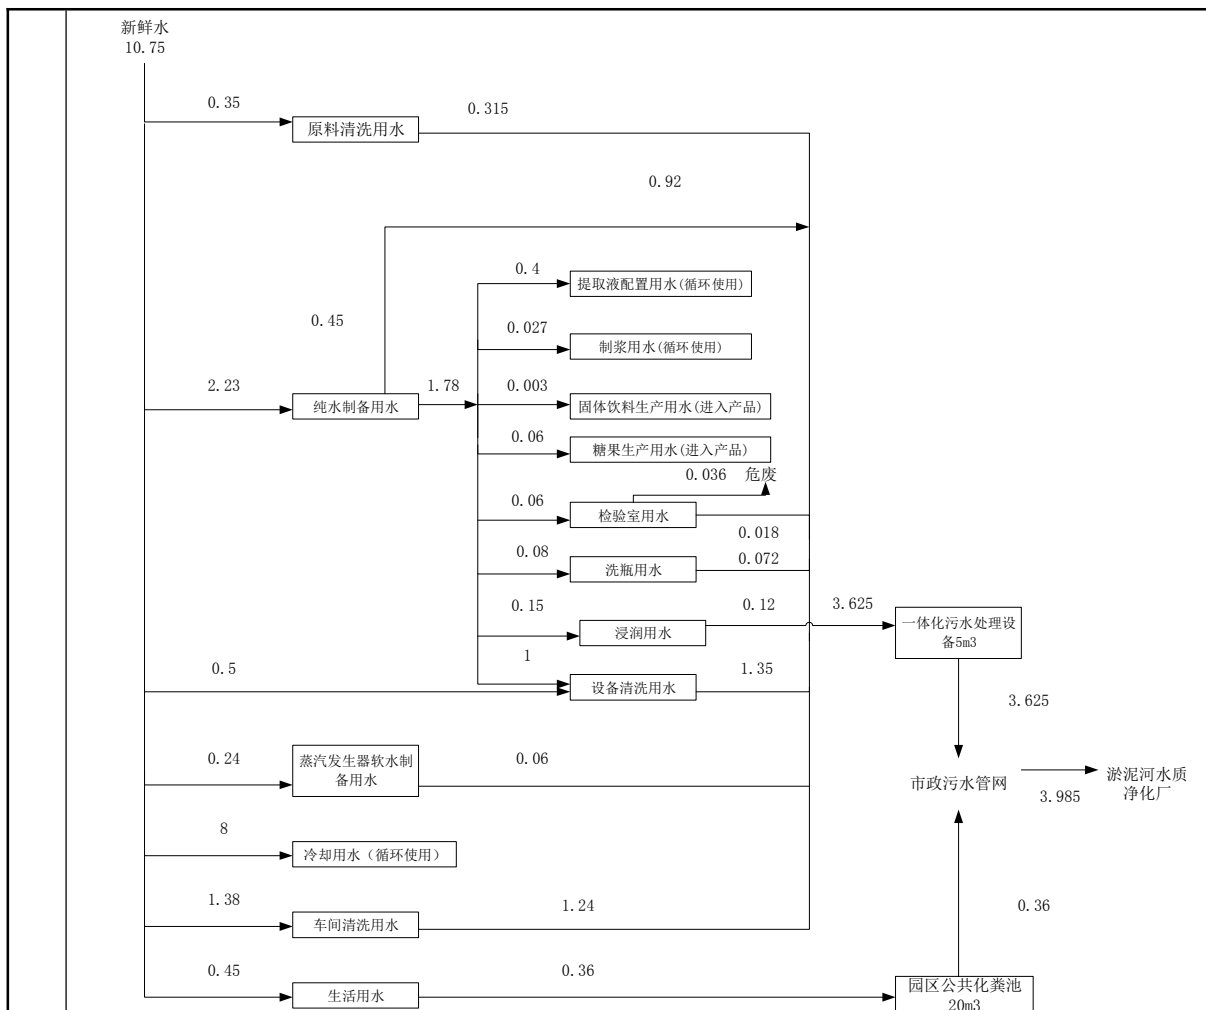 新鲜水
10.75
0.35
原料清洗用水
0.315
0.92
0.4
提取液配置用水(循环使用)
0.45
0.027
制浆用水(循环使用)
2.23
纯水制备用水
1.78
0.003
固体饮料生产用水(进入产品)
0.06
糖果生产用水(进入产品)
0.036
危废
0.06
检验室用水
0.018
0.08
洗瓶用水
0.072
0.15
浸润用水
0.12
3.625
一体化污水处理设
备5m3
1
0.5
设备清洗用水
1.35
3.625
0.24
蒸汽发生器软水制
备用水
0.06
市政污水管网
3.985
淤泥河水质
净化厂
8
冷却用水（循环使用）
1.38
车间清洗用水
1.24
0.36
0.45
生活用水
0.36
园区公共化粪池
20m3